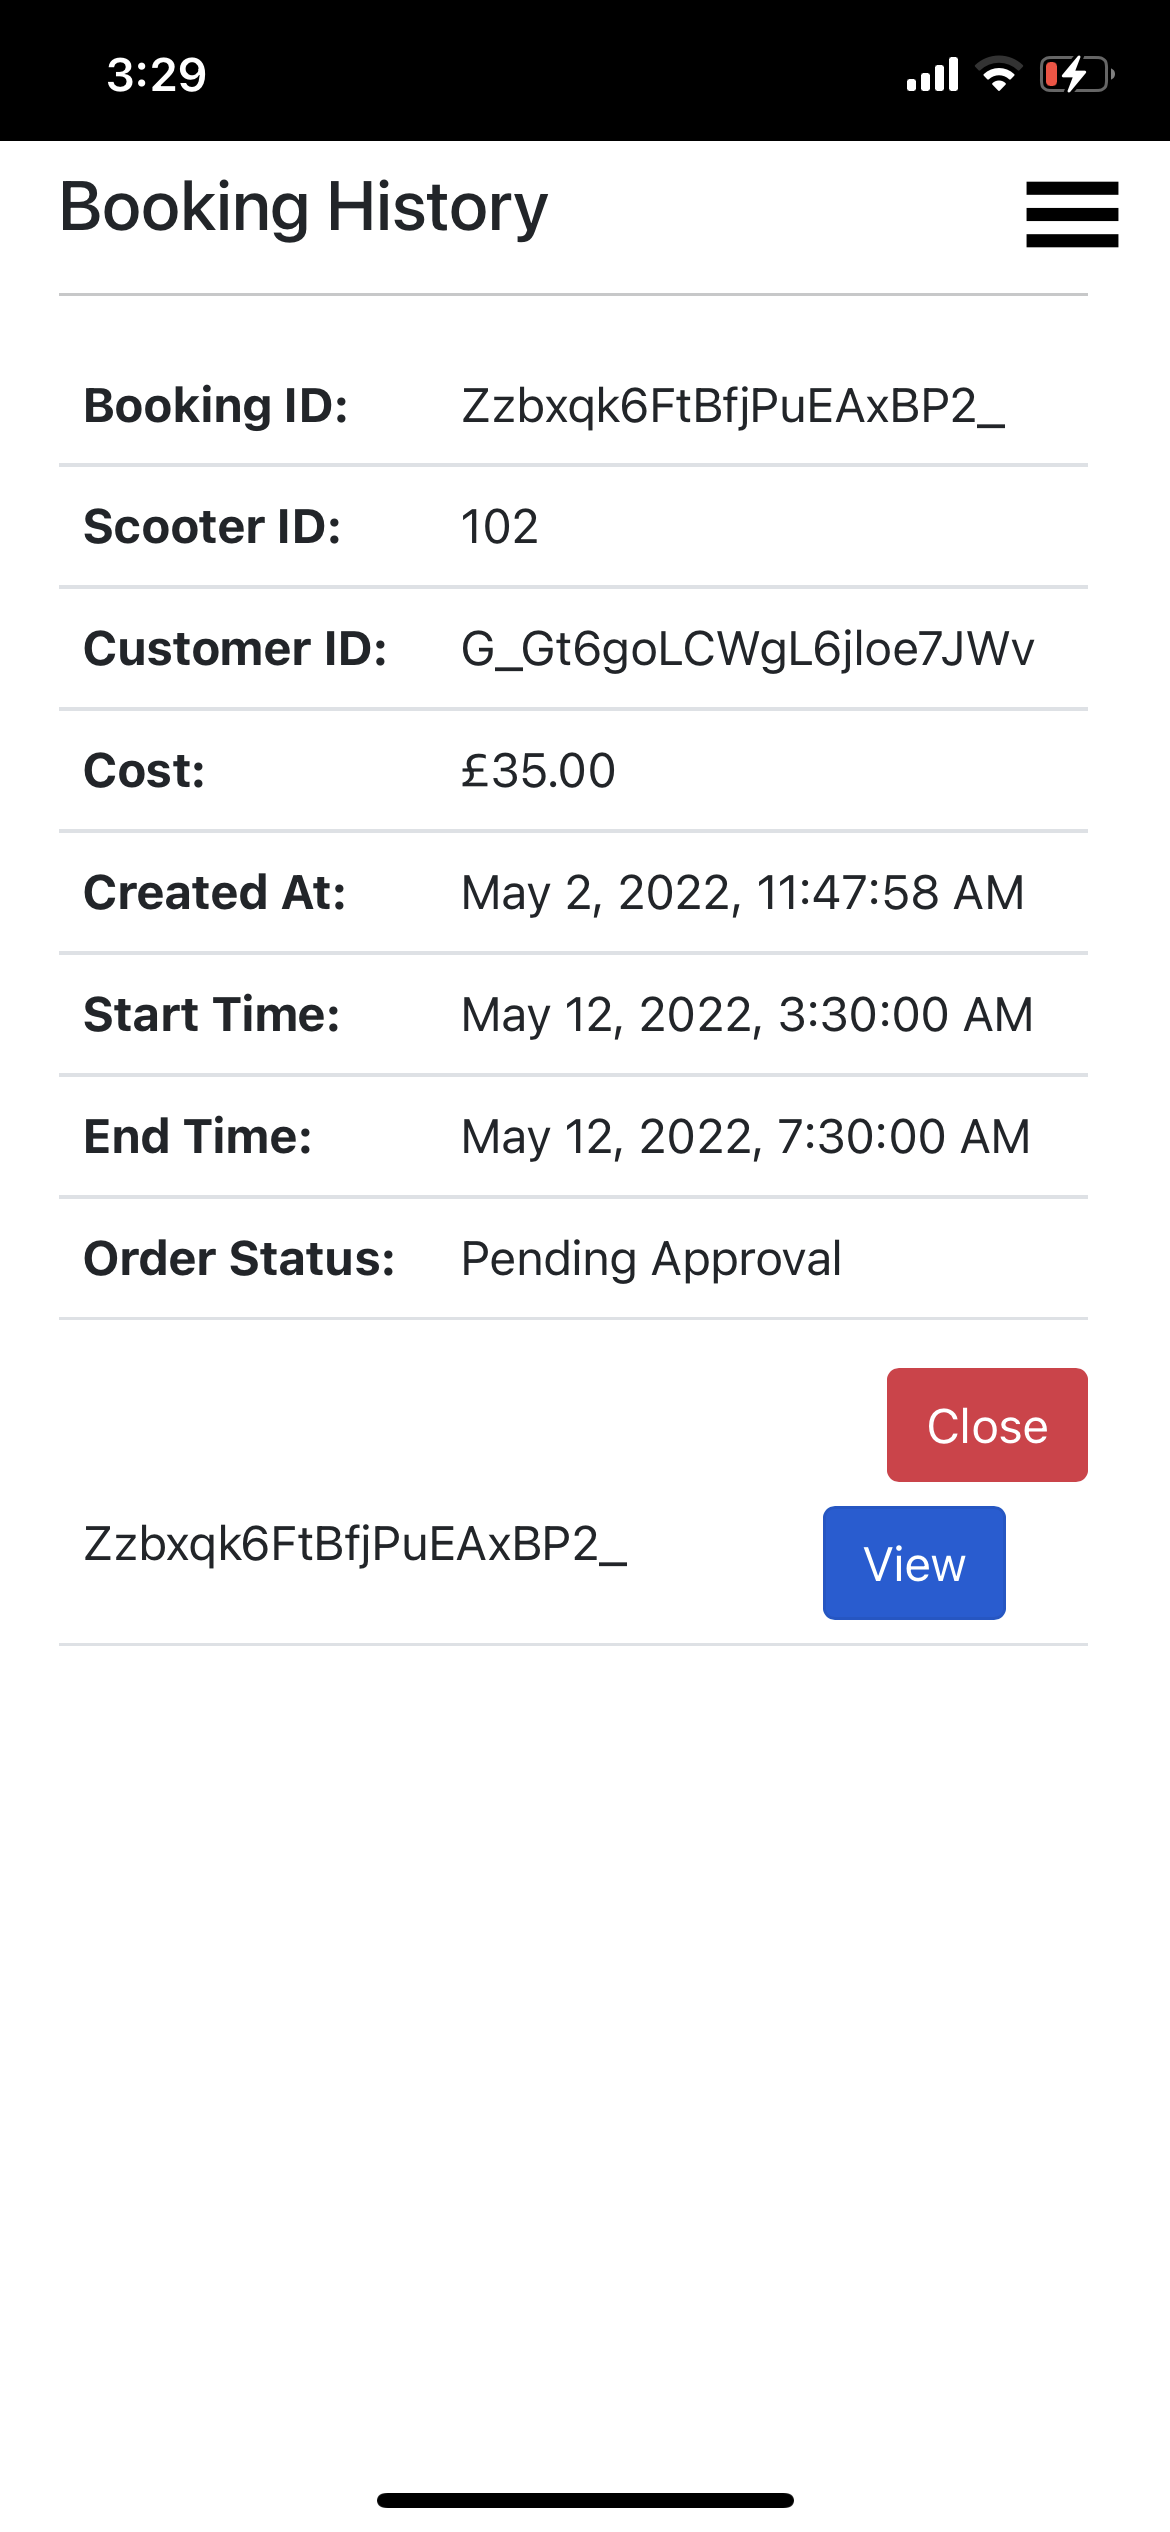 3:29
Booking History
Booking ID: ZzbxqK6FtBfjPuEAxBP2_
Scooter ID: 102
Customer ID: G_Gt6goLCWgL6jloe7JWv
Cost: £35.00
Created At: May 2, 2022, 11:47:58 AM
Start Time: May 12, 2022, 3:30:00 AM
End Time: May 12, 2022, 7:30:00 AM
Order Status: Pending Approval
Close
Zzbxqk6FtBfjPuEAxBP2_ View